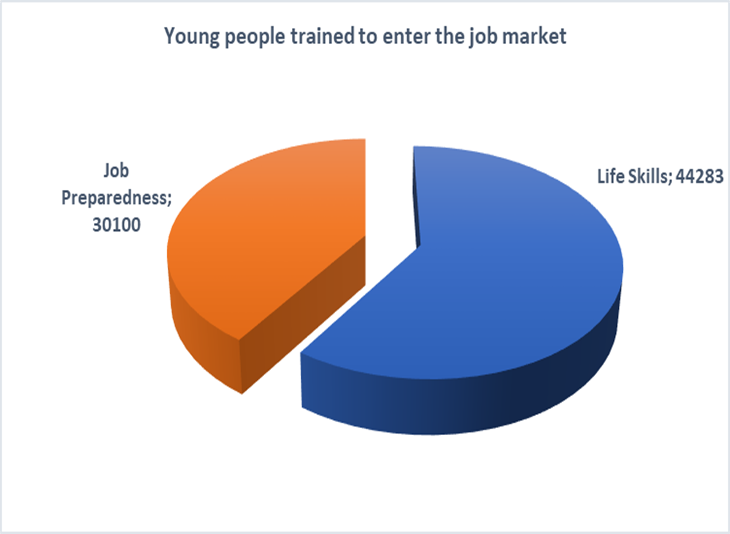 Young people trained to enter the job market
Job
Preparedness;
30100
Life Skills; 44283